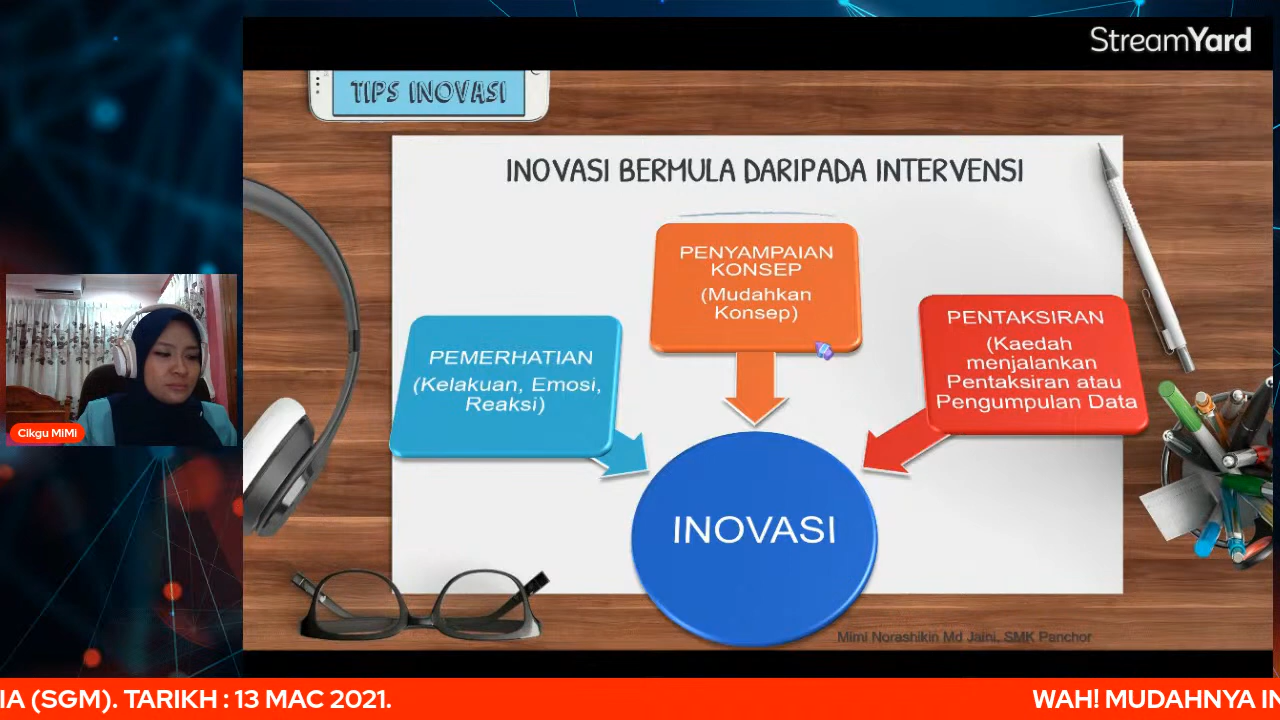 StreamYard
TIPS INOVASI
INOVASI BERMULA DARIPADA INTERVENSI
PENYAMPAIAN
KONSEP
(Mudahkan
Konsep)
PENTAKSIRAN
(Kaedah
menjalankan
Pentaksiran atau
Pengumpulan Data
PEMERHATIAN
(Kelakuan, Emosi,
Reaksi)
INOVASI
Cikgu MiMi
Mimi Norashikin Md Jaini, SMK Panchor
IA (SGM). TARIKH : 13 MAC 2021.
WAH! MUDAHNYA IN